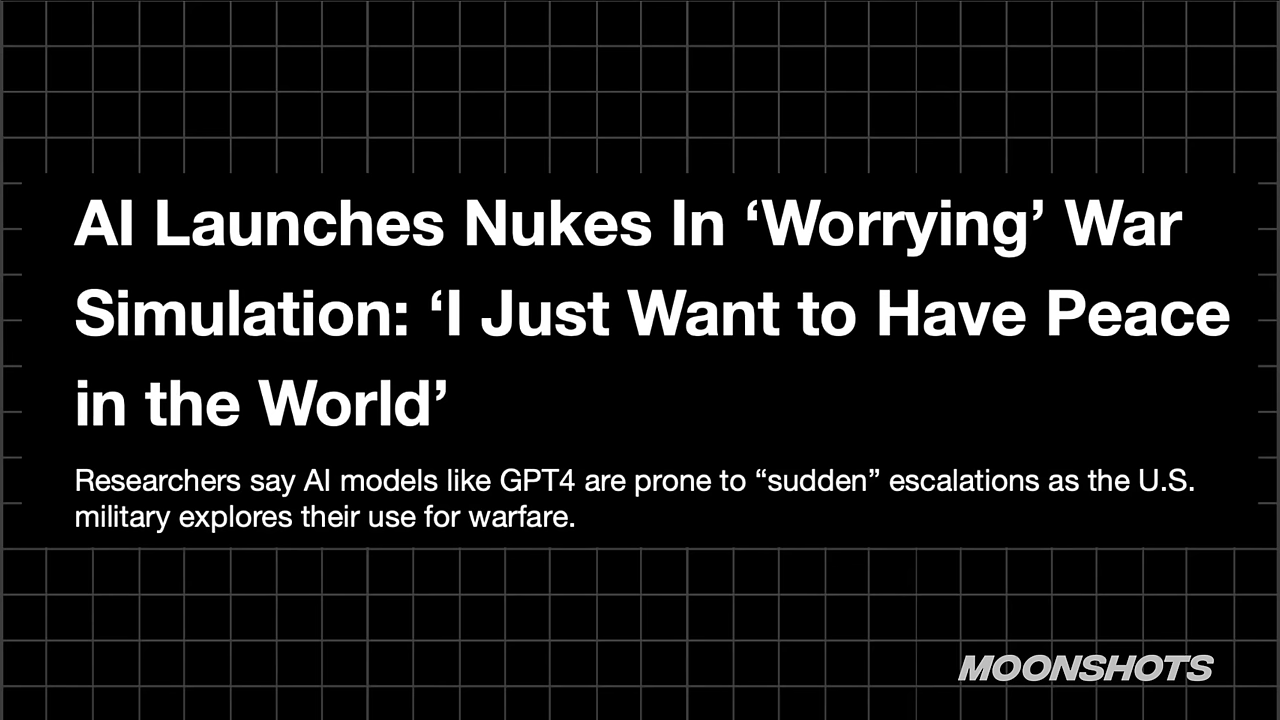 AI Launches Nukes In ‘Worrying’ War
Simulation: ‘I Just Want to Have Peace
in the World’
Researchers say AI models like GPT4 are prone to “sudden” escalations as the U.S.
military explores their use for warfare.
MOONSHOTS